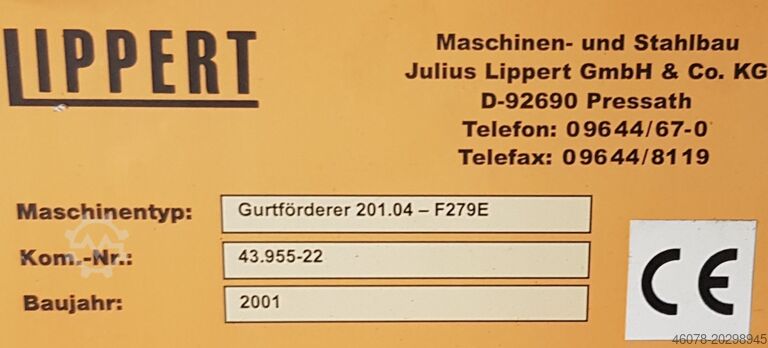 LIPPERT
Maschinen- und Stahlbau
Julius Lippert GmbH & Co. KG
D-92690 Pressath
Telefon: 09644/67-0
Telefax: 09644/8119
Maschinentyp: Gurtförderer 201.04 – F279E
Kom.-Nr.: 43.955-22
Baujahr: 2001
CE
46078-20298945